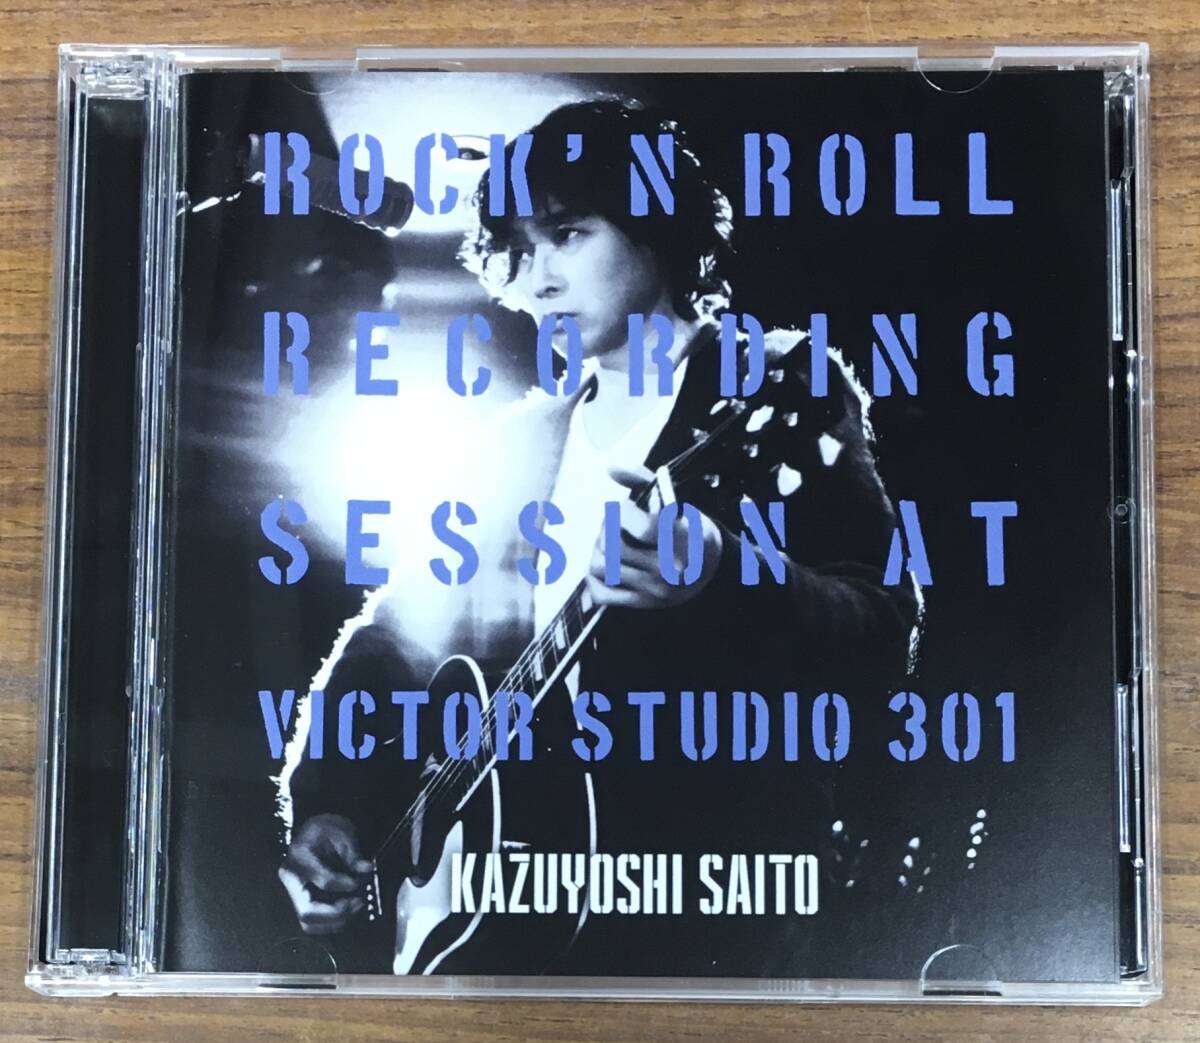 ROCK'N ROLL
RECORDING
SESSION AT
VICTOR STUDIO 301
KAZUYOSHI SAITO